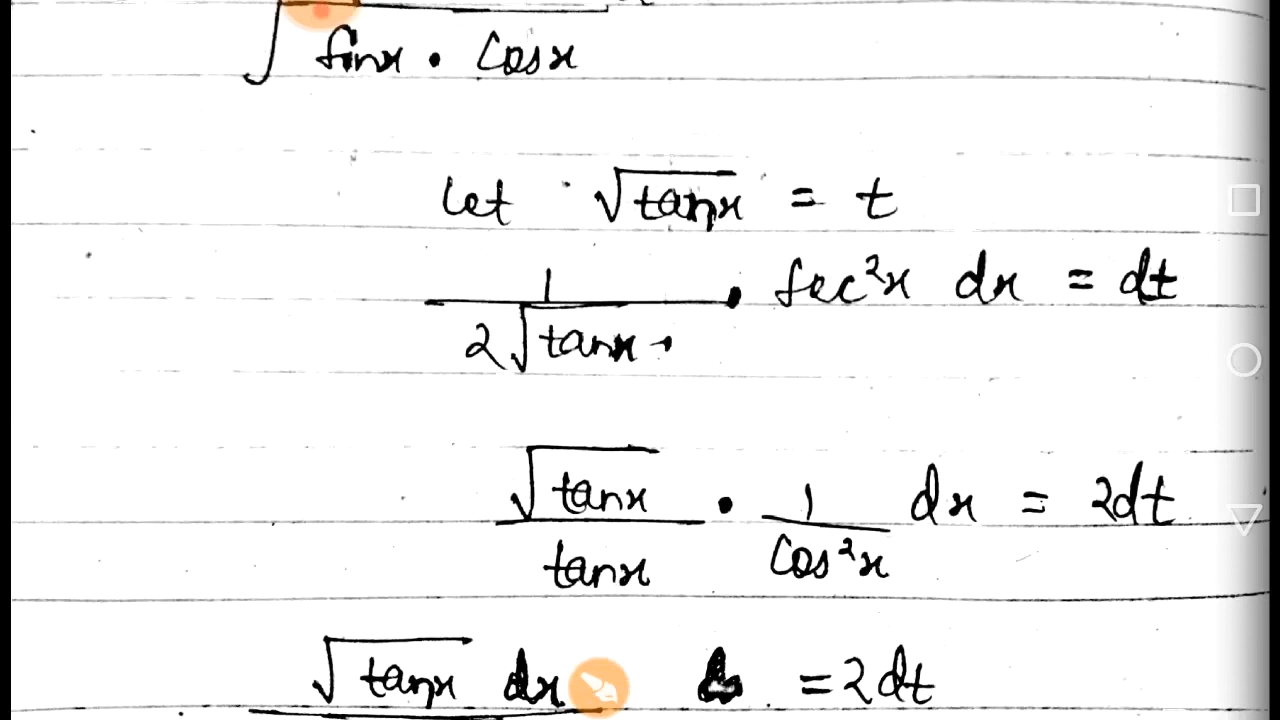 ∫ sinx · cosx
let √tanx = t
1/(2√tanx) · sec²x dx = dt
√tanx/tanx · 1/cos²x dx = 2dt
√tanx dx = 2dt